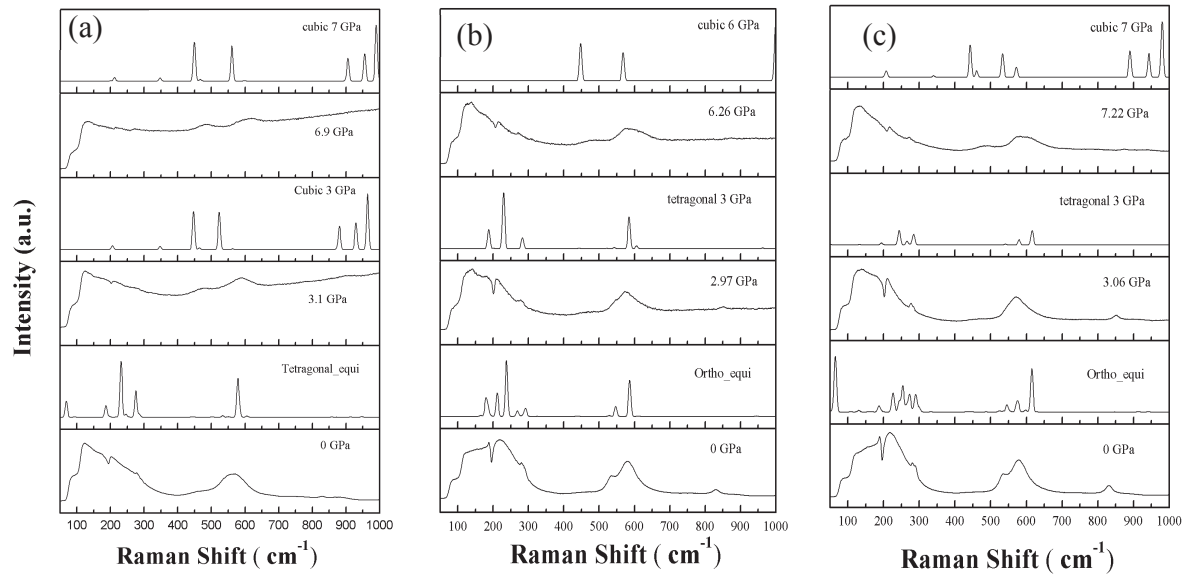 (a)
cubic 7 GPa
6.9 GPa
Cubic 3 GPa
3.1 GPa
Tetragonal_equi
0 GPa
100 200 300 400 500 600 700 800 900 1000
Raman Shift ( cm-1)
(b)
cubic 6 GPa
6.26 GPa
tetragonal 3 GPa
2.97 GPa
Ortho_equi
0 GPa
100 200 300 400 500 600 700 800 900 1000
Raman Shift ( cm-1)
(c)
cubic 7 GPa
7.22 GPa
tetragonal 3 GPa
3.06 GPa
Ortho_equi
0 GPa
100 200 300 400 500 600 700 800 900 1000
Raman Shift ( cm-1)
Intensity (a.u.)